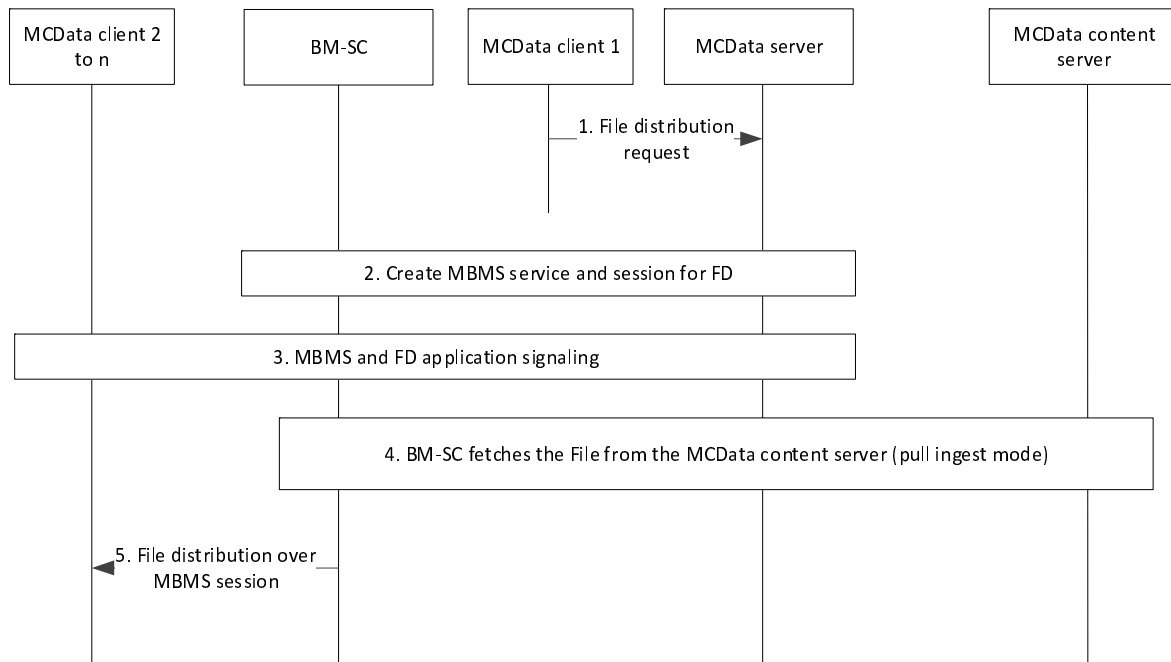 MCData client 2
to n
BM-SC
MCData client 1
MCData server
MCData content
server
1. File distribution
request
2. Create MBMS service and session for FD
3. MBMS and FD application signaling
4. BM-SC fetches the File from the MCData content server (pull ingest mode)
5. File distribution over
MBMS session